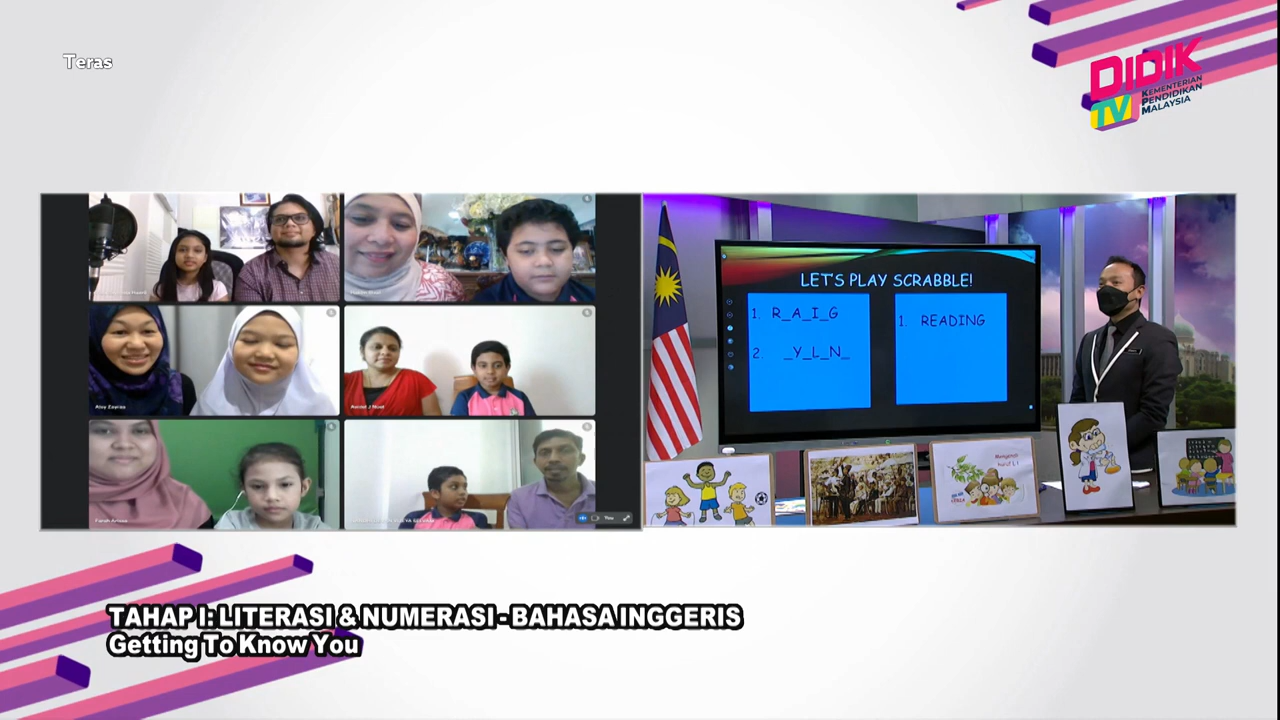 Teras
DIDIK
TV
KEMENTERIAN
PENDIDIKAN
MALAYSIA
LET'S PLAY SCRABBLE!
1. R_A_I_G
2. _Y_L_N_
1. READING
You
TAHAP I: LITERASI & NUMERASI - BAHASA INGGERIS
Getting To Know You